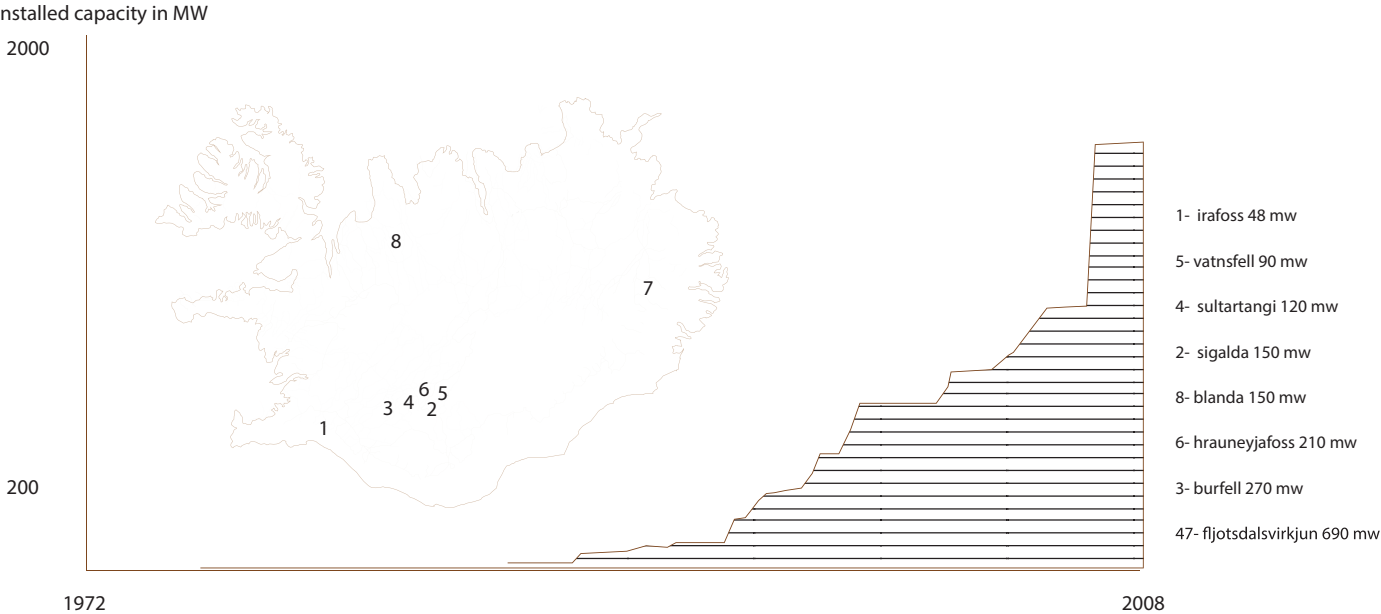 nstalled capacity in MW
2000
200
1972
2008
8
7
6
5
4
3
2
1
1- irafoss 48 mw
5- vatnsfell 90 mw
4- sultartangi 120 mw
2- sigalda 150 mw
8- blanda 150 mw
6- hrauneyjafoss 210 mw
3- burfell 270 mw
47- fljotsdalsvirkjun 690 mw